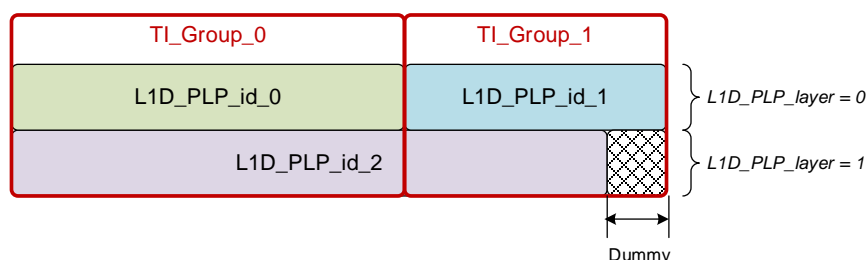 TI_Group_0 TI_Group_1
L1D_PLP_id_0 L1D_PLP_id_1 L1D_PLP_layer = 0
L1D_PLP_id_2 L1D_PLP_layer = 1
Dummy